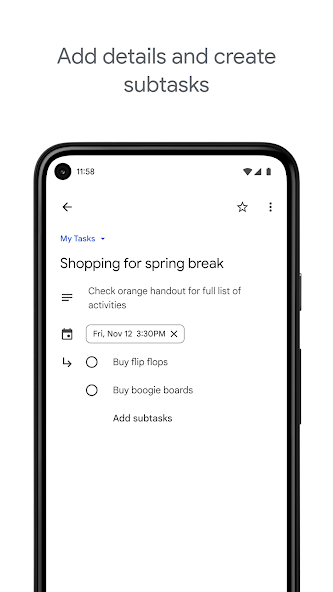 Add details and create
subtasks
11:58
My Tasks
Shopping for spring break
Check orange handout for full list of
activities
Fri, Nov 12 3:30PM
Buy flip flops
Buy boogie boards
Add subtasks